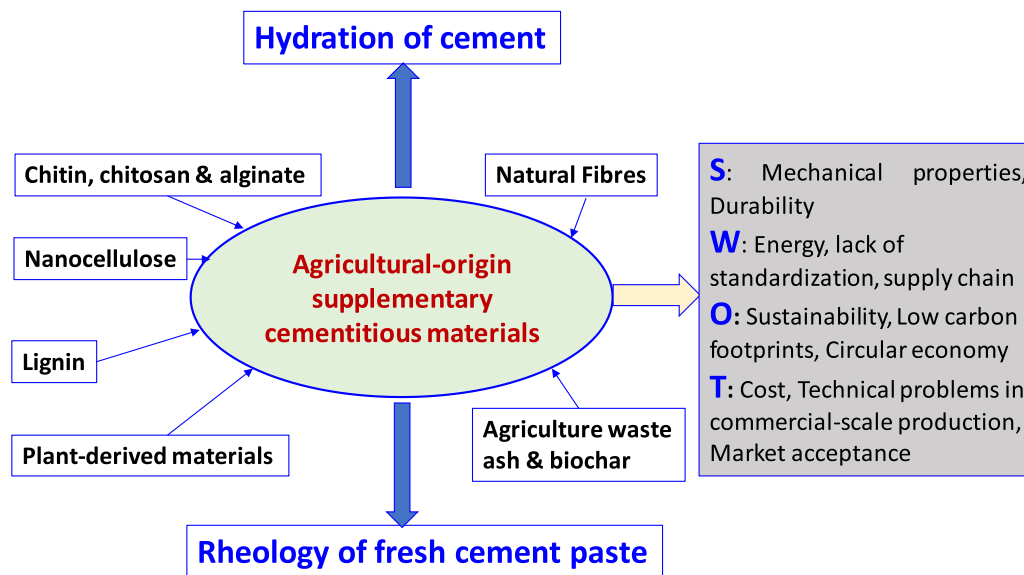 Hydration of cement
Chitin, chitosan & alginate
Natural Fibres
Nanocellulose
Agricultural-origin
supplementary
cementitious materials
Lignin
Plant-derived materials
Agriculture waste
ash & biochar
S: Mechanical properties,
Durability
W: Energy, lack of
standardization, supply chain
O: Sustainability, Low carbon
footprints, Circular economy
T: Cost, Technical problems in
commercial-scale production,
Market acceptance
Rheology of fresh cement paste